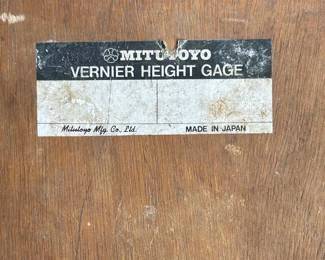 MITUTOYO
VERNIER HEIGHT GAGE
Mitutoyo Mfg. Co., Ltd.
MADE IN JAPAN